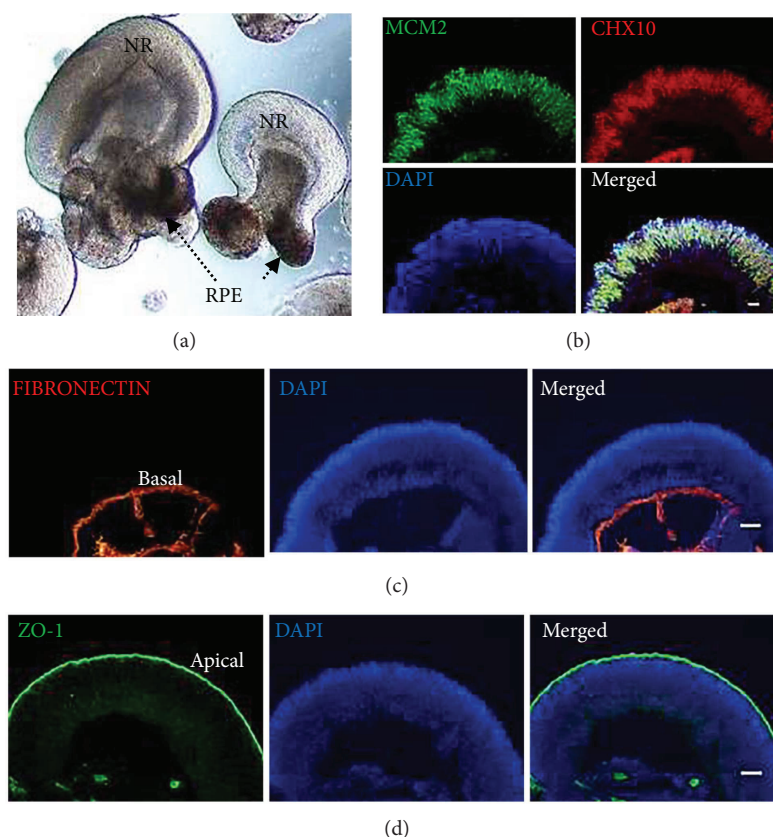 NR
NR
RPE
(a)
MCM2
CHX10
DAPI
Merged
(b)
FIBRONECTIN
Basal
DAPI
Merged
(c)
ZO-1
Apical
DAPI
Merged
(d)